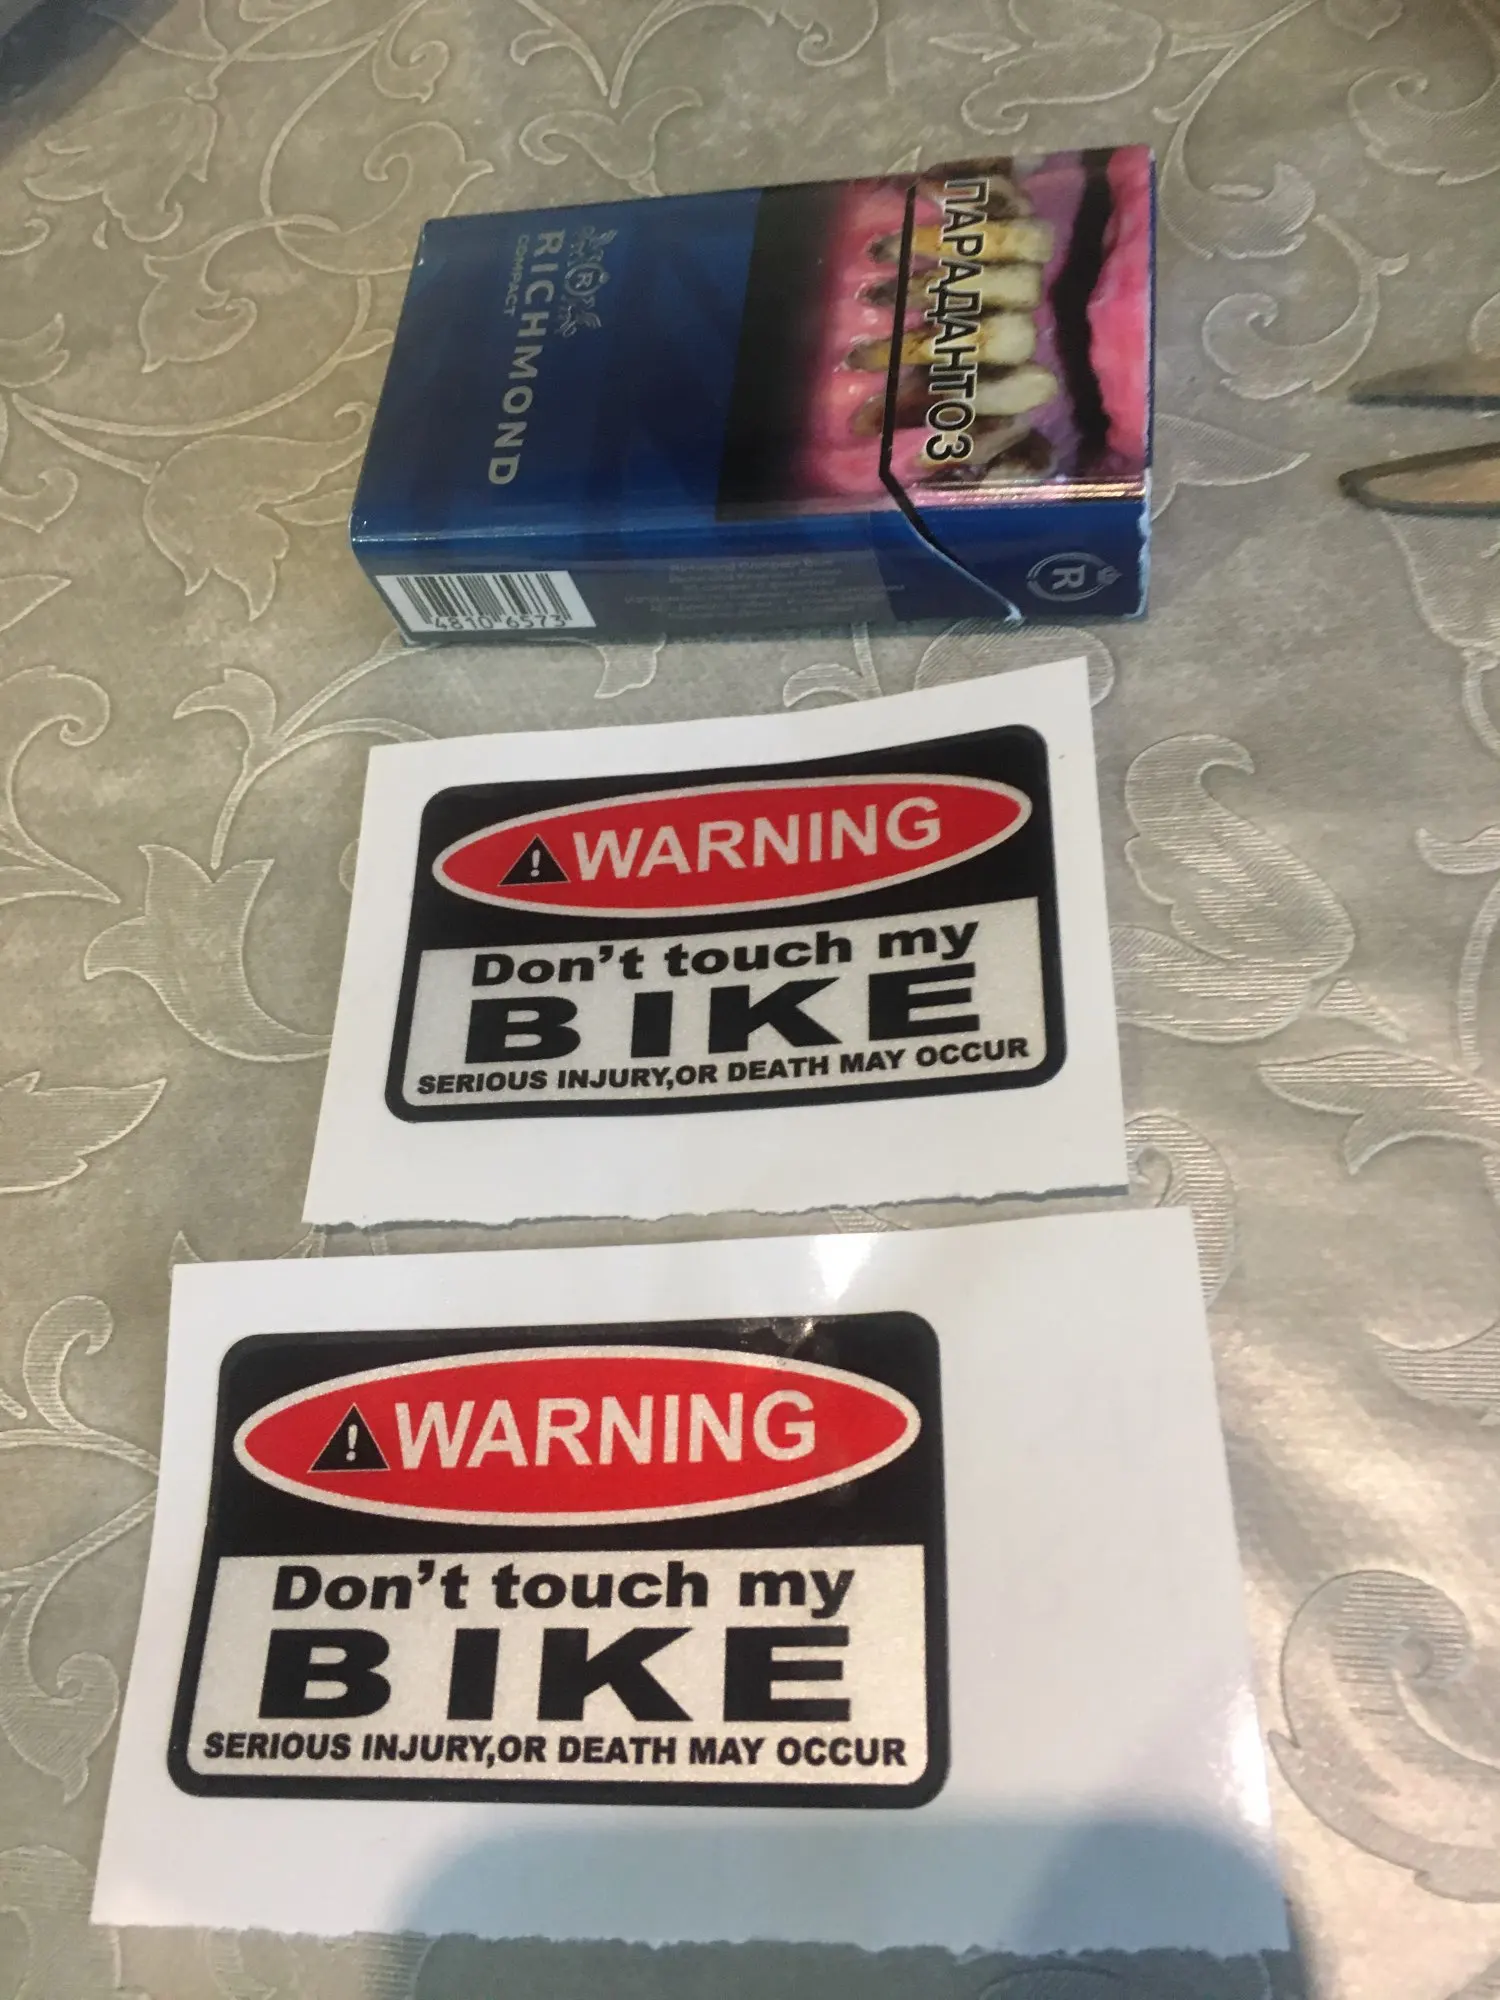 ПАРАДАНТОЗ
R
RICHMOND
COMPACT
4810 6573
R
! WARNING
Don't touch my
BIKE
SERIOUS INJURY,OR DEATH MAY OCCUR
! WARNING
Don't touch my
BIKE
SERIOUS INJURY,OR DEATH MAY OCCUR